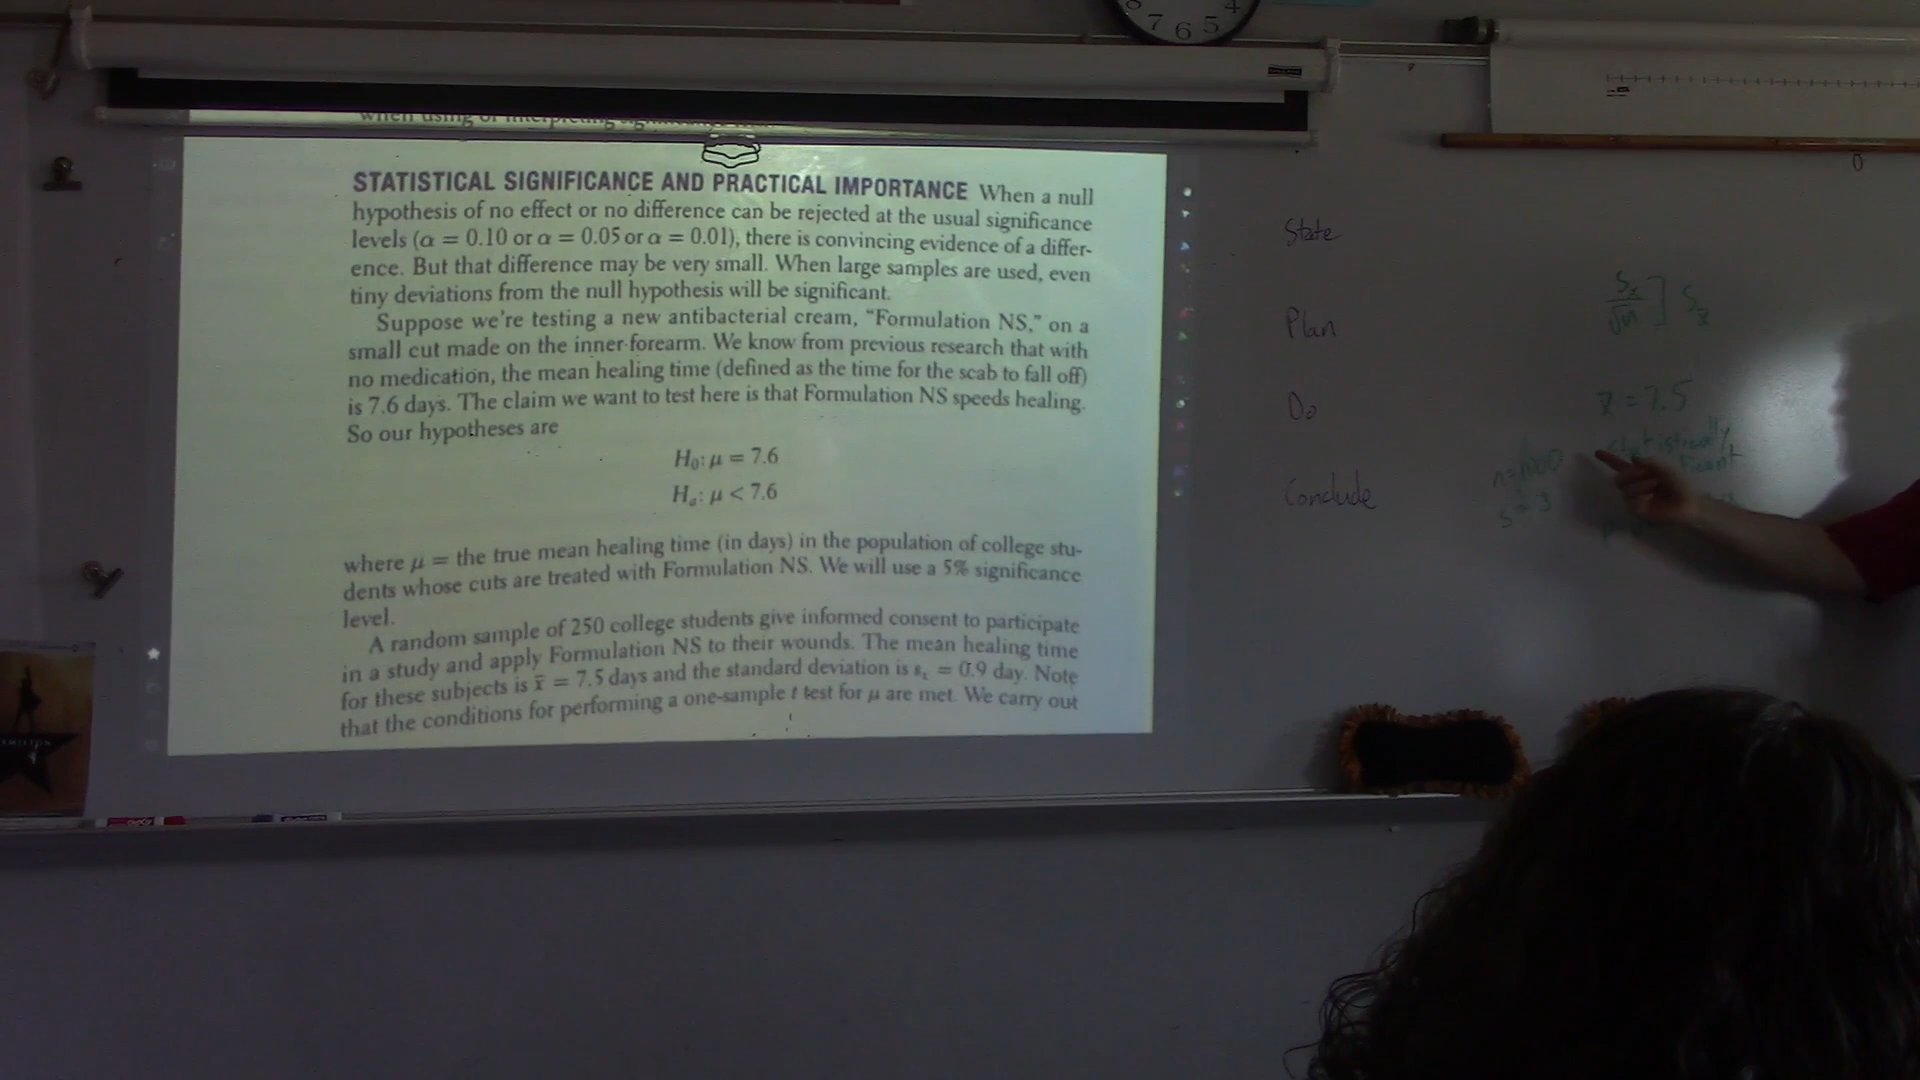 7 6 5 4
when using or interpreting
STATISTICAL SIGNIFICANCE AND PRACTICAL IMPORTANCE When a null
hypothesis of no effect or no difference can be rejected at the usual significance
levels (α = 0.10 or α = 0.05 or α = 0.01), there is convincing evidence of a differ-
ence. But that difference may be very small. When large samples are used, even
tiny deviations from the null hypothesis will be significant.
Suppose we're testing a new antibacterial cream, "Formulation NS," on a
small cut made on the inner forearm. We know from previous research that with
no medication, the mean healing time (defined as the time for the scab to fall off)
is 7.6 days. The claim we want to test here is that Formulation NS speeds healing.
So our hypotheses are
H₀: μ = 7.6
Hₐ: μ < 7.6
where μ = the true mean healing time (in days) in the population of college stu-
dents whose cuts are treated with Formulation NS. We will use a 5% significance
level.
A random sample of 250 college students give informed consent to participate
in a study and apply Formulation NS to their wounds. The mean healing time
for these subjects is x̄ = 7.5 days and the standard deviation is sₓ = 0.9 day. Note
that the conditions for performing a one-sample t test for μ are met. We carry out
State
Plan
Do
Conclude
Sₓ
√n ] Sx̄
x̄ = 7.5
Statistically